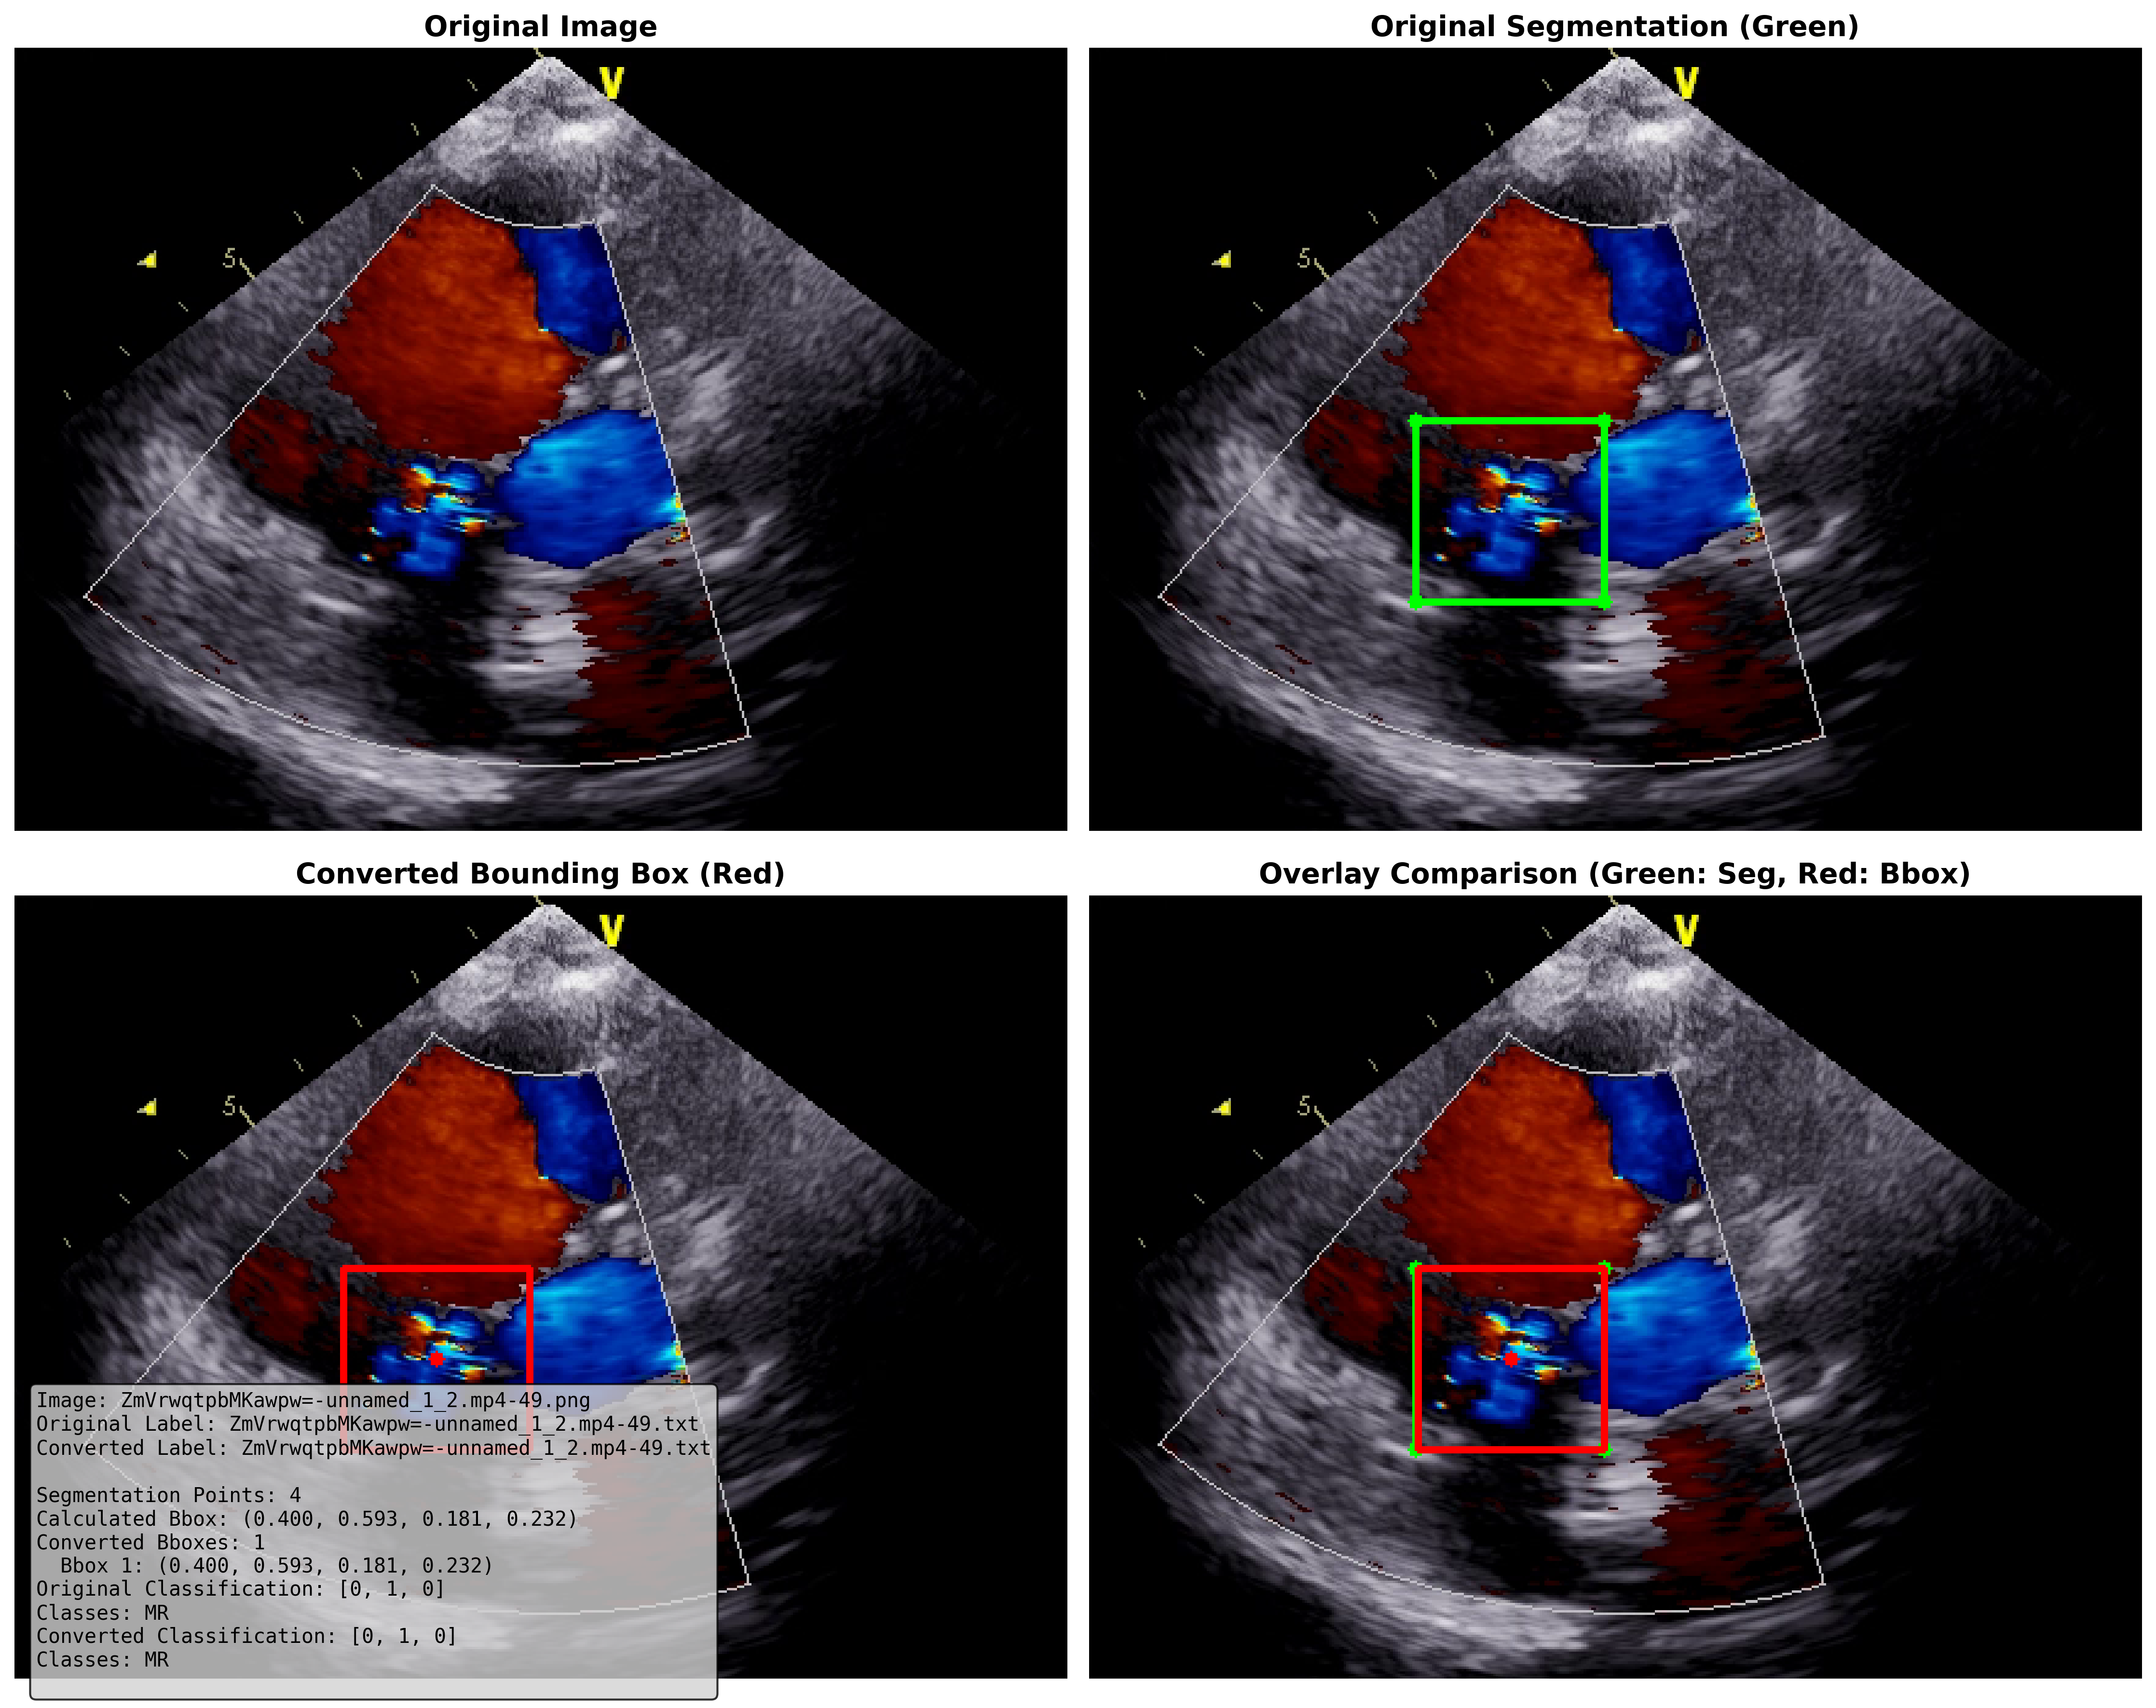 Original Image
Original Segmentation (Green)
V
5
V
5
Converted Bounding Box (Red)
Overlay Comparison (Green: Seg, Red: Bbox)
V
5
V
5
Image: ZmVrwqtpbMKawpw=-unnamed_1_2.mp4-49.png
Original Label: ZmVrwqtpbMKawpw=-unnamed_1_2.mp4-49.txt
Converted Label: ZmVrwqtpbMKawpw=-unnamed_1_2.mp4-49.txt
Segmentation Points: 4
Calculated Bbox: (0.400, 0.593, 0.181, 0.232)
Converted Bboxes: 1
Bbox 1: (0.400, 0.593, 0.181, 0.232)
Original Classification: [0, 1, 0]
Classes: MR
Converted Classification: [0, 1, 0]
Classes: MR